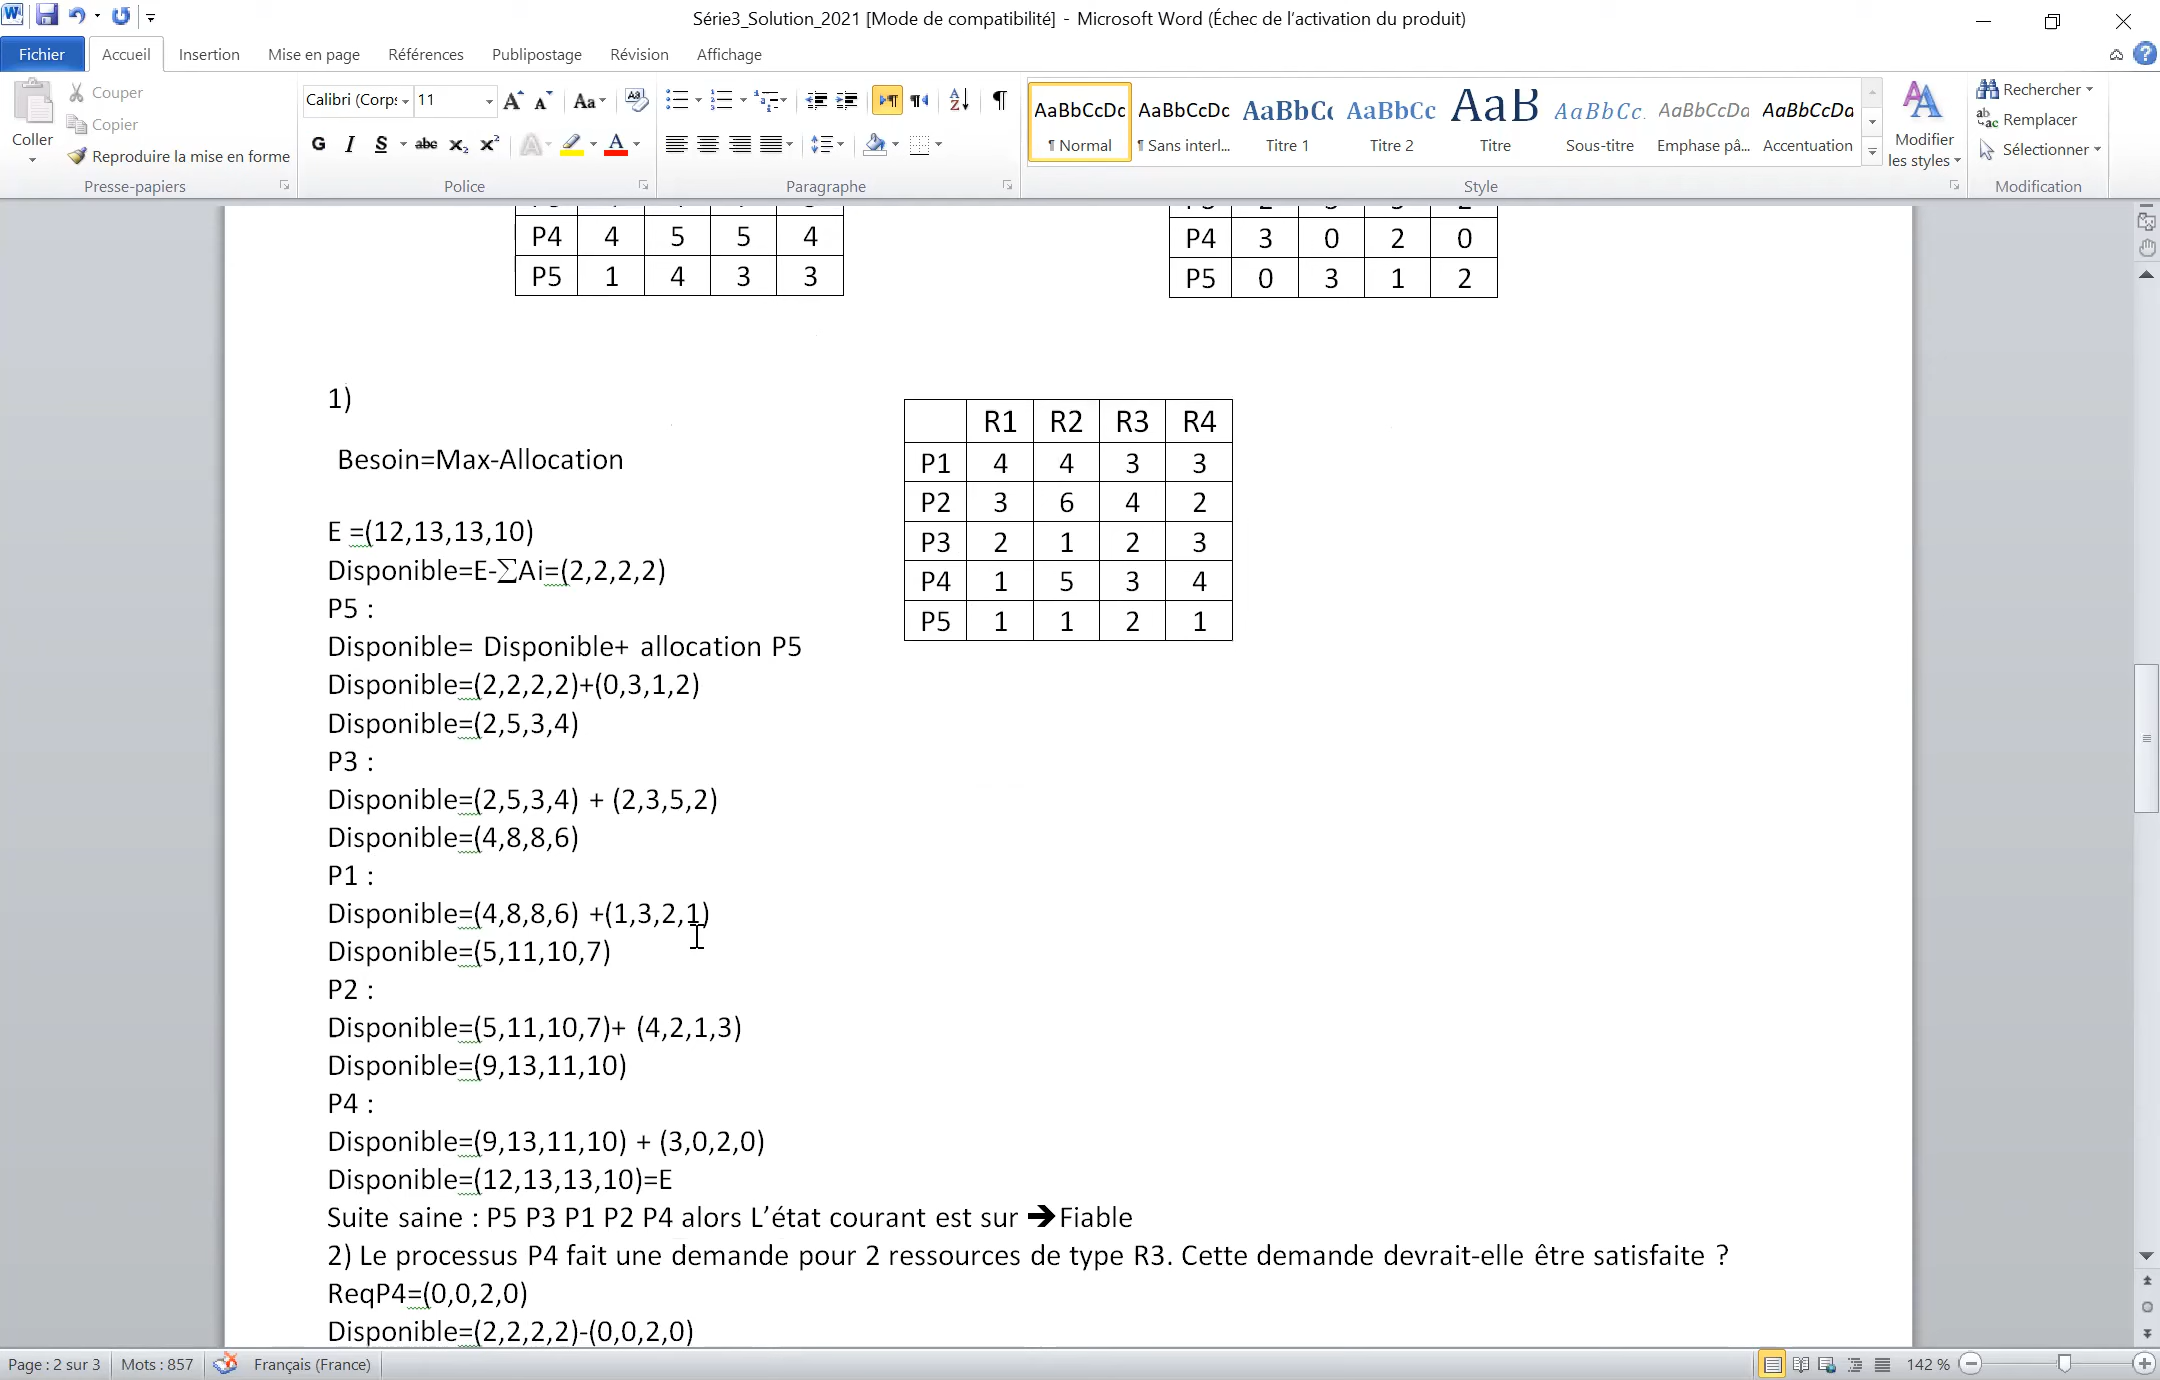 Série3_Solution_2021 [Mode de compatibilité] - Microsoft Word (Échec de l'activation du produit)
Fichier Accueil Insertion Mise en page Références Publipostage Révision Affichage
Coller
Couper
Copier
Reproduire la mise en forme
Presse-papiers
Calibri (Corps 11
G I S abc x₂ x²
Police
Paragraphe
AaBbCcDc AaBbCcDc AaBbCc AaBbCc AaB AaBbCc. AaBbCcDa AaBbCcDa
¶ Normal ¶ Sans interl... Titre 1 Titre 2 Titre Sous-titre Emphase pâ... Accentuation
Style
Modifier
les styles
Rechercher
Remplacer
Sélectionner
Modification
P4 4 5 5 4
P5 1 4 3 3
P4 3 0 2 0
P5 0 3 1 2
1)
Besoin=Max-Allocation
R1 R2 R3 R4
P1 4 4 3 3
P2 3 6 4 2
P3 2 1 2 3
P4 1 5 3 4
P5 1 1 2 1
E =(12,13,13,10)
Disponible=E-∑Ai=(2,2,2,2)
P5 :
Disponible= Disponible+ allocation P5
Disponible=(2,2,2,2)+(0,3,1,2)
Disponible=(2,5,3,4)
P3 :
Disponible=(2,5,3,4) + (2,3,5,2)
Disponible=(4,8,8,6)
P1 :
Disponible=(4,8,8,6) +(1,3,2,1)
Disponible=(5,11,10,7)
P2 :
Disponible=(5,11,10,7)+ (4,2,1,3)
Disponible=(9,13,11,10)
P4 :
Disponible=(9,13,11,10) + (3,0,2,0)
Disponible=(12,13,13,10)=E
Suite saine : P5 P3 P1 P2 P4 alors L'état courant est sur ➔Fiable
2) Le processus P4 fait une demande pour 2 ressources de type R3. Cette demande devrait-elle être satisfaite ?
ReqP4=(0,0,2,0)
Disponible=(2,2,2,2)-(0,0,2,0)
Page : 2 sur 3 Mots : 857 Français (France) 142 %